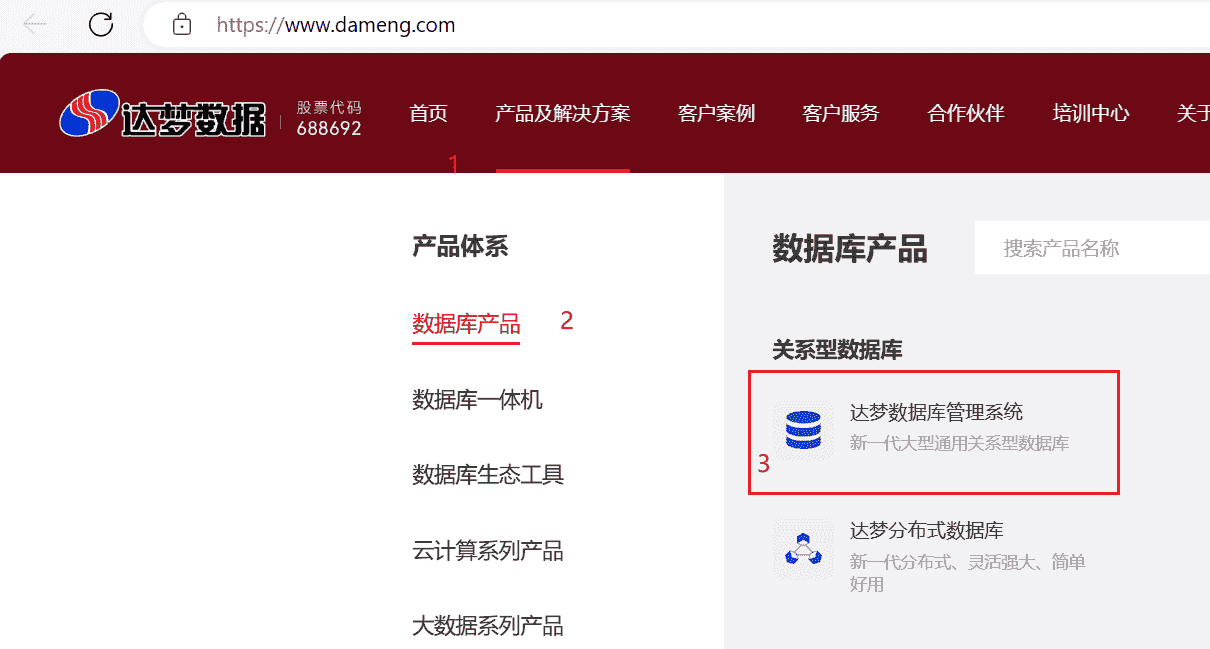 https://www.dameng.com
达梦数据
股票代码
688692
首页
产品及解决方案
客户案例
客户服务
合作伙伴
培训中心
关于
1
产品体系
数据库产品
2
数据库一体机
数据库生态工具
云计算系列产品
大数据系列产品
数据库产品
搜索产品名称
关系型数据库
达梦数据库管理系统
新一代大型通用关系型数据库
3
达梦分布式数据库
新一代分布式、灵活强大、简单
好用